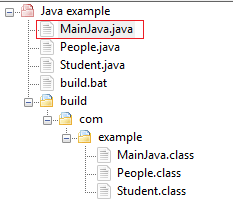 Java example
MainJava.java
People.java
Student.java
build.bat
build
com
example
MainJava.class
People.class
Student.class